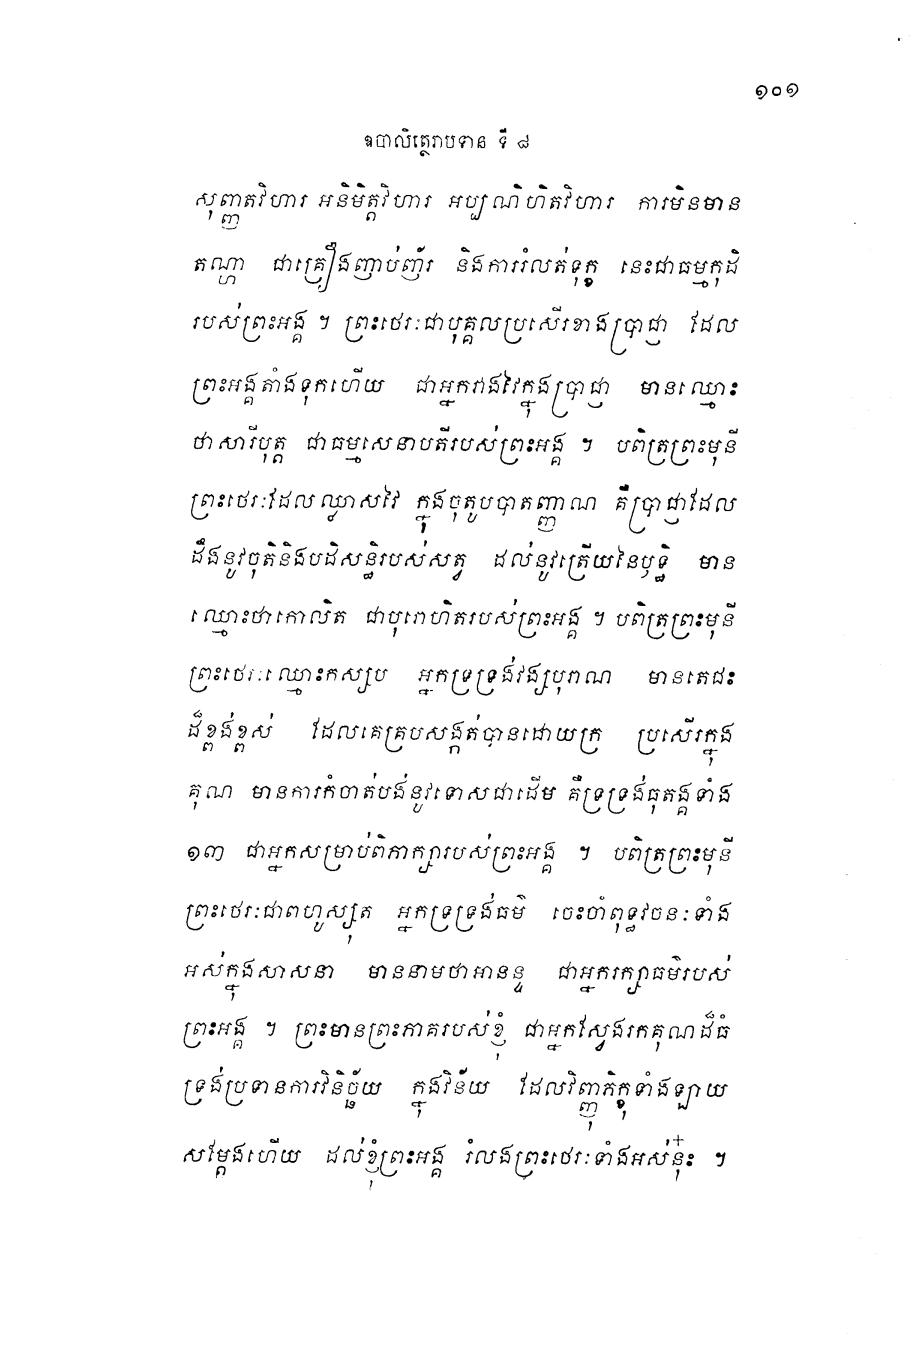 ១០១
ឧបាលិត្ថេរាបទាន ទី ៨
សុញ្ញតវិហារ អនិមិត្តវិហារ អប្បណិហិតវិហារ ការមិនមាន
តណ្ហា ជាគ្រឿងញាប់ញ័រ និងការរំលត់ទុក្ខ នេះជាធម្មកុដិ
របស់ព្រះអង្គ ។ ព្រះថេរៈជាបុគ្គលប្រសើរខាងប្រាជ្ញា ដែល
ព្រះអង្គតាំងទុកហើយ ជាអ្នកវាងវៃក្នុងប្រាជ្ញា មានឈ្មោះ
ថាសារីបុត្ត ជាធម្មសេនាបតីរបស់ព្រះអង្គ ។ បពិត្រព្រះមុនី
ព្រះថេរៈដែលឈ្លាសវៃ ក្នុងចុតូបបាតញ្ញាណ គឺប្រាជ្ញាដែល
ដឹងនូវចុតិនិងបដិសន្ធិរបស់សត្វ ដល់នូវត្រើយនៃឫទ្ធិ មាន
ឈ្មោះថាកោលិត ជាបុរោហិតរបស់ព្រះអង្គ ។ បពិត្រព្រះមុនី
ព្រះថេរៈឈ្មោះកស្សប អ្នកទ្រទ្រង់វង្សបុរាណ មានតេជះ
ដ៏ខ្ពង់ខ្ពស់ ដែលគេគ្របសង្កត់បានដោយក្រ ប្រសើរក្នុង
គុណ មានការកំចាត់បង់នូវទោសជាដើម គឺទ្រទ្រង់ធុតង្គទាំង
១៣ ជាអ្នកសម្រាប់ពិភាក្សារបស់ព្រះអង្គ ។ បពិត្រព្រះមុនី
ព្រះថេរៈជាពហូស្សុត អ្នកទ្រទ្រង់ធម៌ ចេះចាំពុទ្ធវចនៈទាំង
អស់ក្នុងសាសនា មាននាមថាអានន្ទ ជាអ្នករក្សាធម៌របស់
ព្រះអង្គ ។ ព្រះមានព្រះភាគរបស់ខ្ញុំ ជាអ្នកស្វែងរកគុណដ៏ធំ
ទ្រង់ប្រទានការវិនិច្ឆ័យ ក្នុងវិន័យ ដែលវិញ្ញុភិក្ខុទាំងឡាយ
សម្តែងហើយ ដល់ខ្ញុំព្រះអង្គ រំលងព្រះថេរៈទាំងអស់នុ៎ះ ។